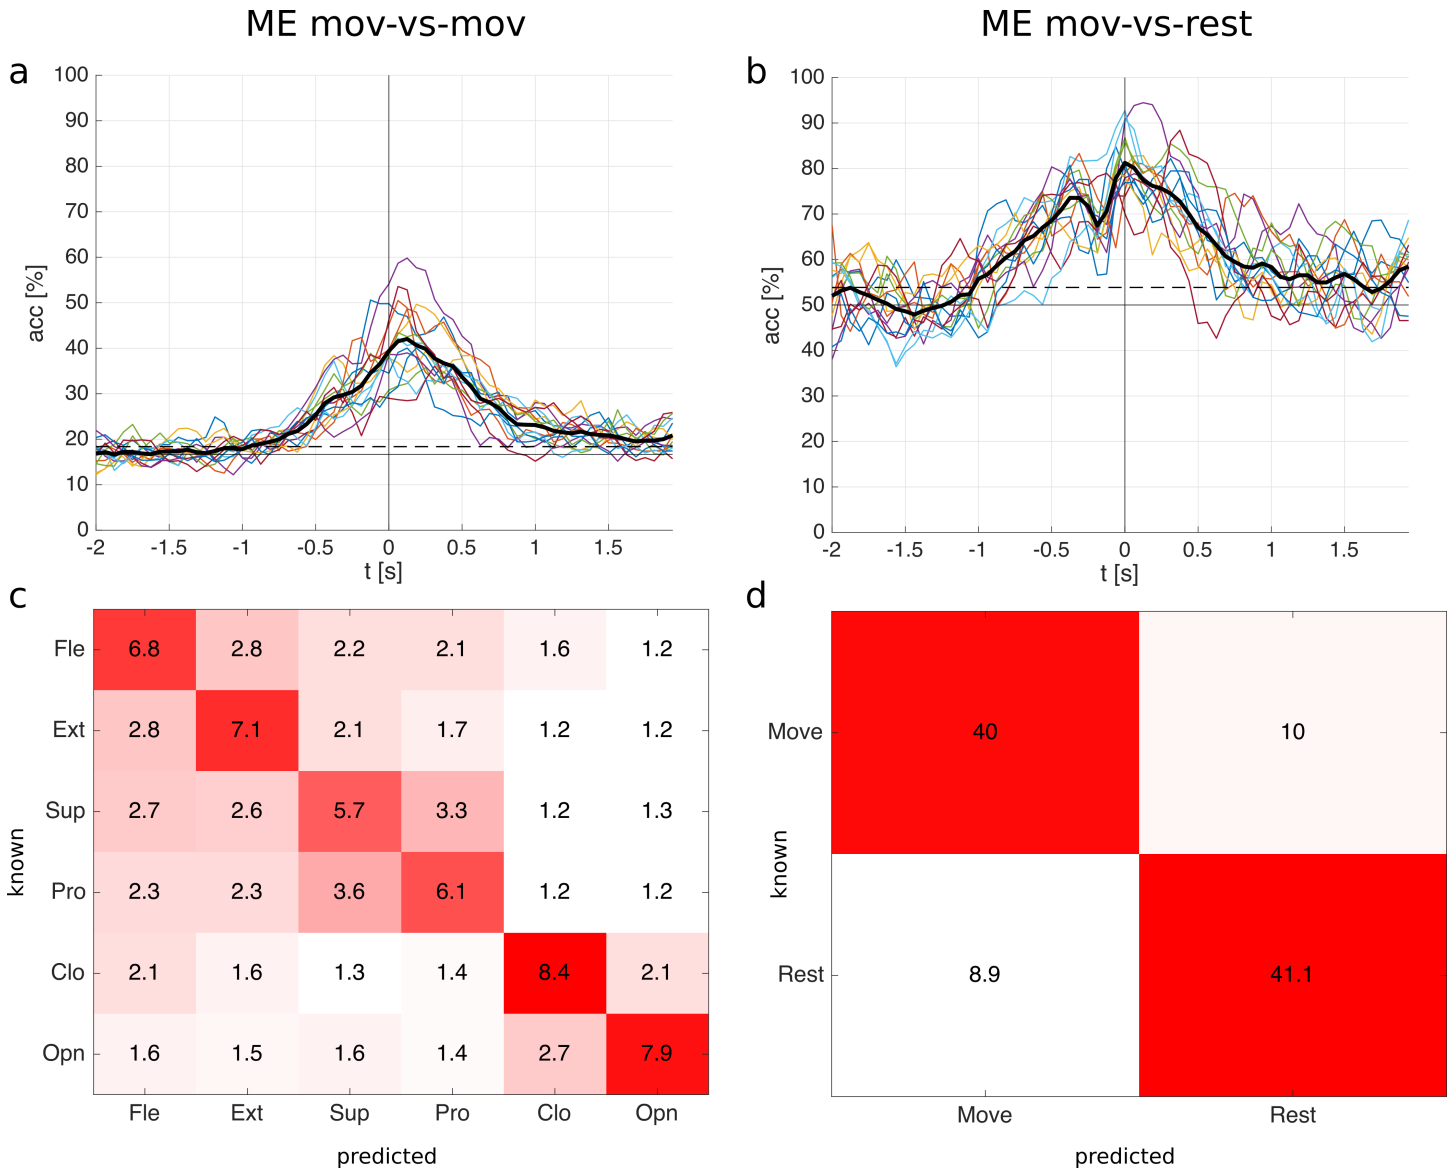 ME mov-vs-mov
ME mov-vs-rest
a
100
90
80
70
60
50
40
30
20
10
0
acc [%]
-2 -1.5 -1 -0.5 0 0.5 1 1.5
t [s]
b
100
90
80
70
60
50
40
30
20
10
0
acc [%]
-2 -1.5 -1 -0.5 0 0.5 1 1.5
t [s]
c
known
Fle 6.8 2.8 2.2 2.1 1.6 1.2
Ext 2.8 7.1 2.1 1.7 1.2 1.2
Sup 2.7 2.6 5.7 3.3 1.2 1.3
Pro 2.3 2.3 3.6 6.1 1.2 1.2
Clo 2.1 1.6 1.3 1.4 8.4 2.1
Opn 1.6 1.5 1.6 1.4 2.7 7.9
Fle Ext Sup Pro Clo Opn
predicted
d
known
Move 40 10
Rest 8.9 41.1
Move Rest
predicted